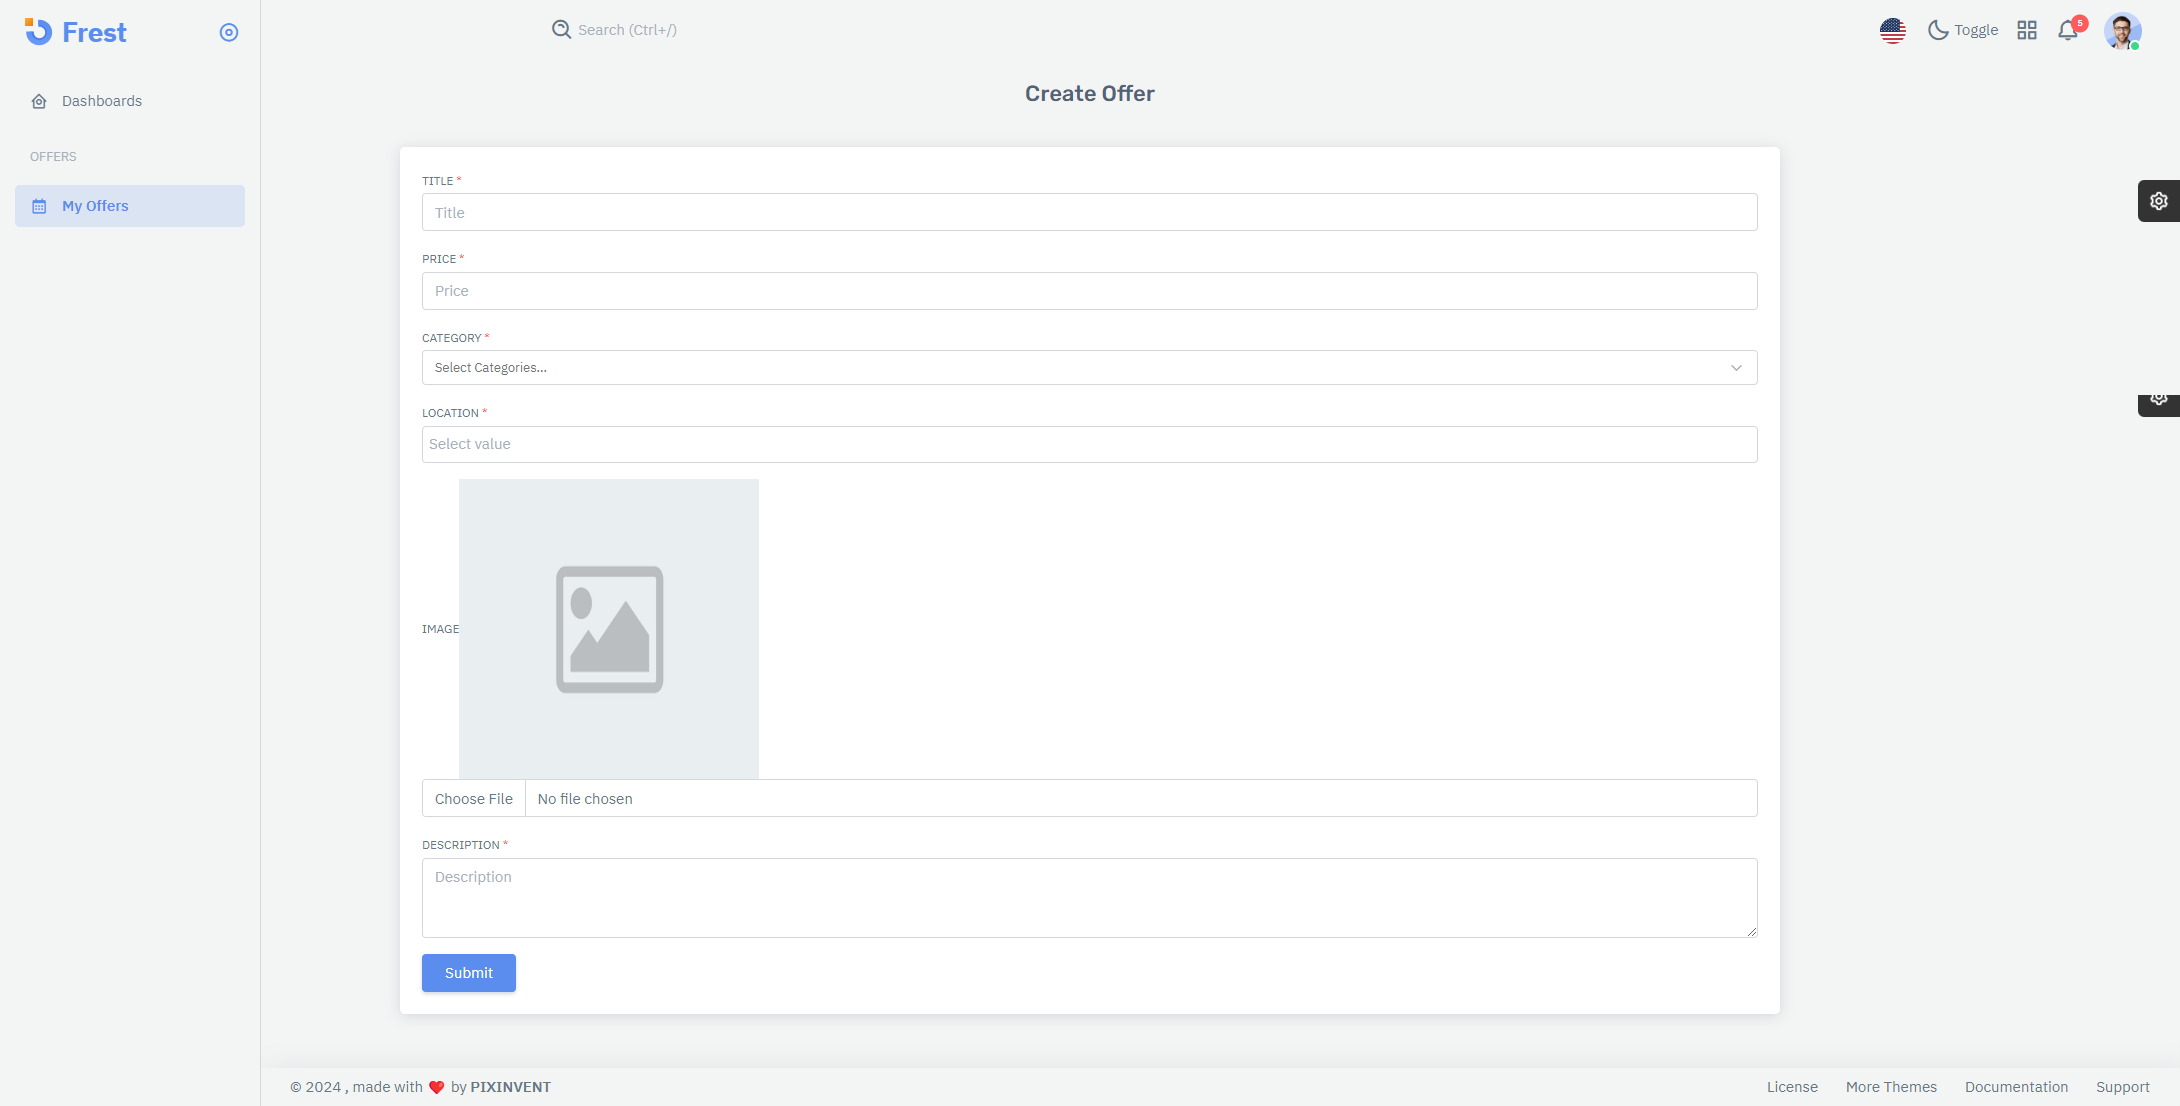 Frest
Search (Ctrl+/)
Toggle
5
Dashboards
OFFERS
My Offers
Create Offer
TITLE *
Title
PRICE *
Price
CATEGORY *
Select Categories...
LOCATION *
Select value
IMAGE
Choose File No file chosen
DESCRIPTION *
Description
Submit
© 2024 , made with ❤️ by PIXINVENT
License More Themes Documentation Support